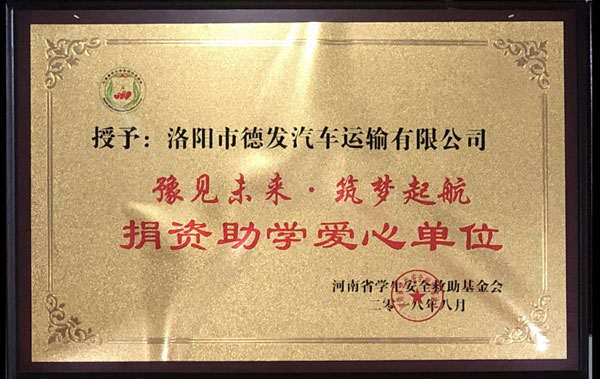 授予：洛阳市德发汽车运输有限公司
豫见未来·筑梦起航
捐资助学爱心单位
河南省学生安全救助基金会
二零一八年八月